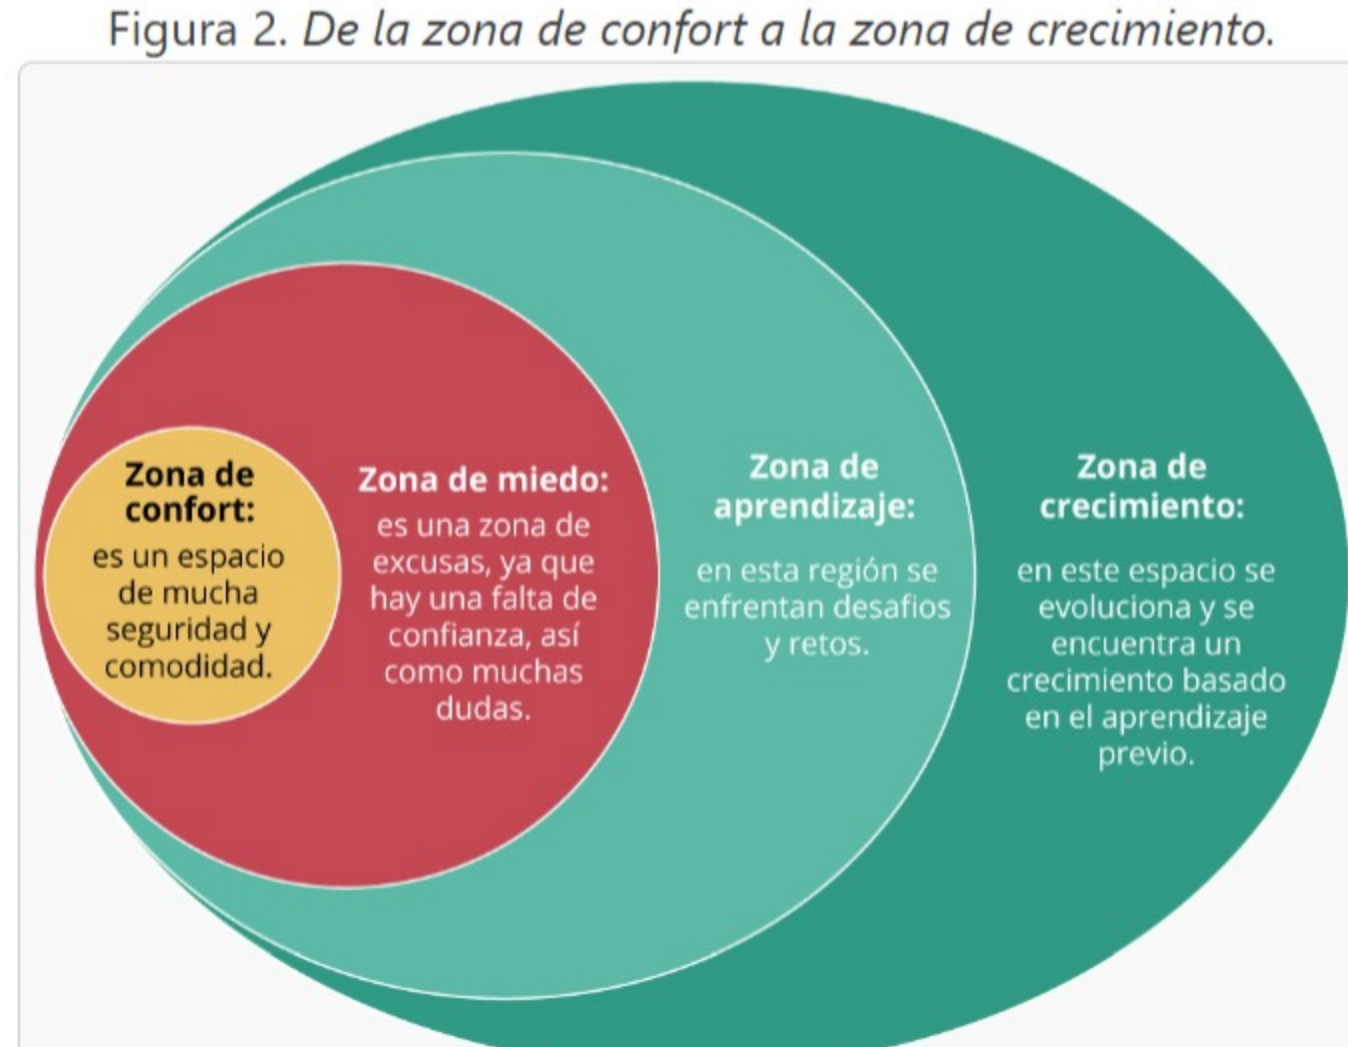 Figura 2. De la zona de confort a la zona de crecimiento.
Zona de
confort:
es un espacio
de mucha
seguridad y
comodidad.
Zona de miedo:
es una zona de
excusas, ya que
hay una falta de
confianza, así
como muchas
dudas.
Zona de
aprendizaje:
en esta región se
enfrentan desafios
y retos.
Zona de
crecimiento:
en este espacio se
evoluciona y se
encuentra un
crecimiento basado
en el aprendizaje
previo.